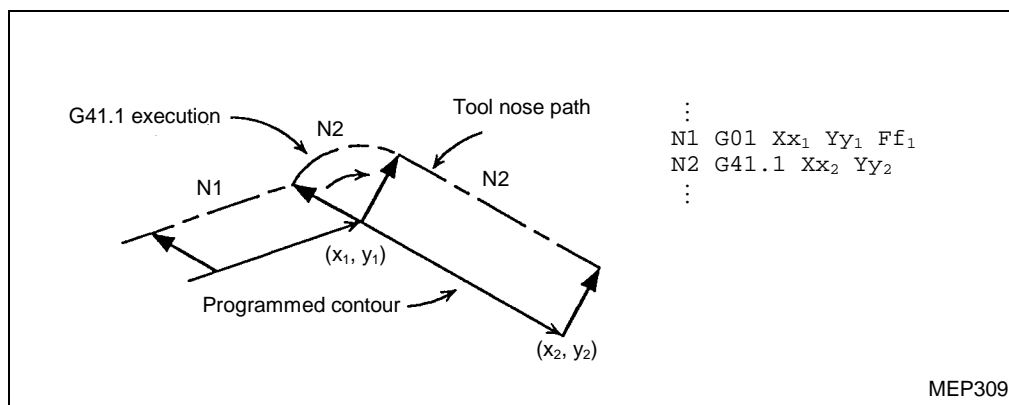 G41.1 execution
N2
Tool nose path
⋮
N1 G01 Xx₁ Yy₁ Ff₁
N2 G41.1 Xx₂ Yy₂
⋮
N1
N2
(x₁, y₁)
Programmed contour
(x₂, y₂)
MEP309